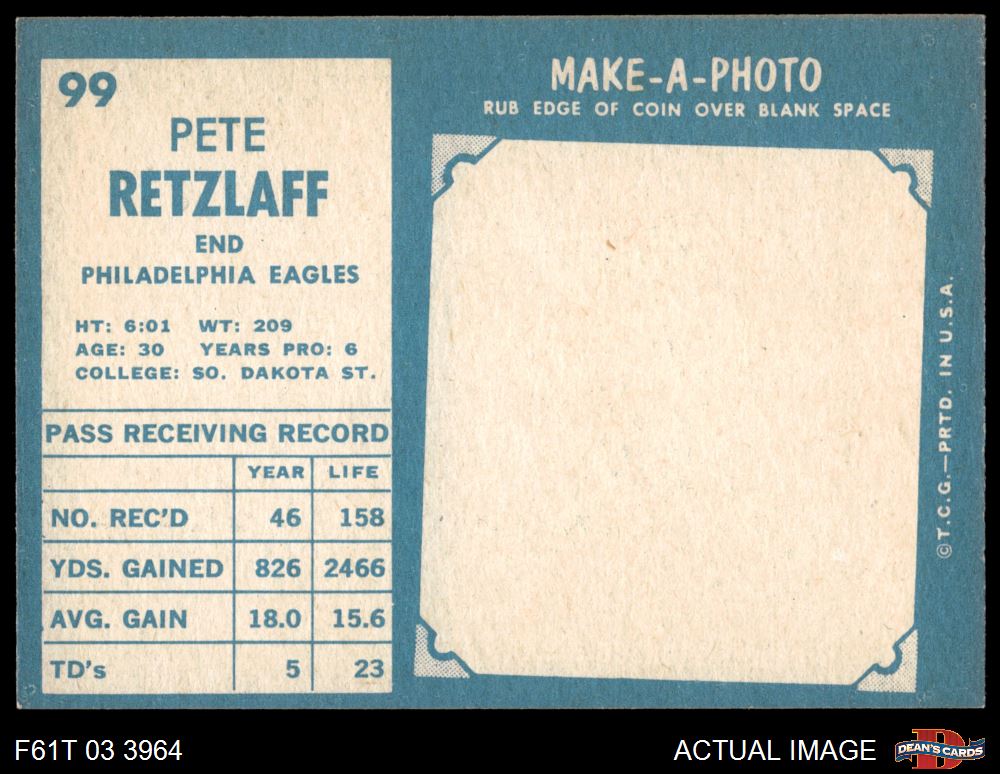 99
PETE
RETZLAFF
END
PHILADELPHIA EAGLES
HT: 6:01 WT: 209
AGE: 30 YEARS PRO: 6
COLLEGE: SO. DAKOTA ST.
PASS RECEIVING RECORD
YEAR LIFE
NO. REC'D 46 158
YDS. GAINED 826 2466
AVG. GAIN 18.0 15.6
TD's 5 23
MAKE-A-PHOTO
RUB EDGE OF COIN OVER BLANK SPACE
©T.C.G.—PRTD. IN U.S.A.
F61T 03 3964
ACTUAL IMAGE
D
DEAN'S CARDS